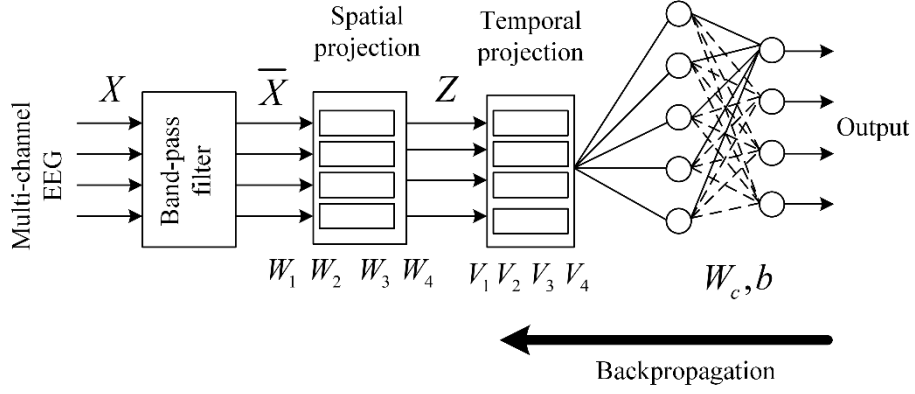 Spatial
projection
Temporal
projection
X
X̅
Z
Multi-channel
EEG
Band-pass
filter
Output
W₁ W₂ W₃ W₄
V₁ V₂ V₃ V₄
W_c, b
Backpropagation